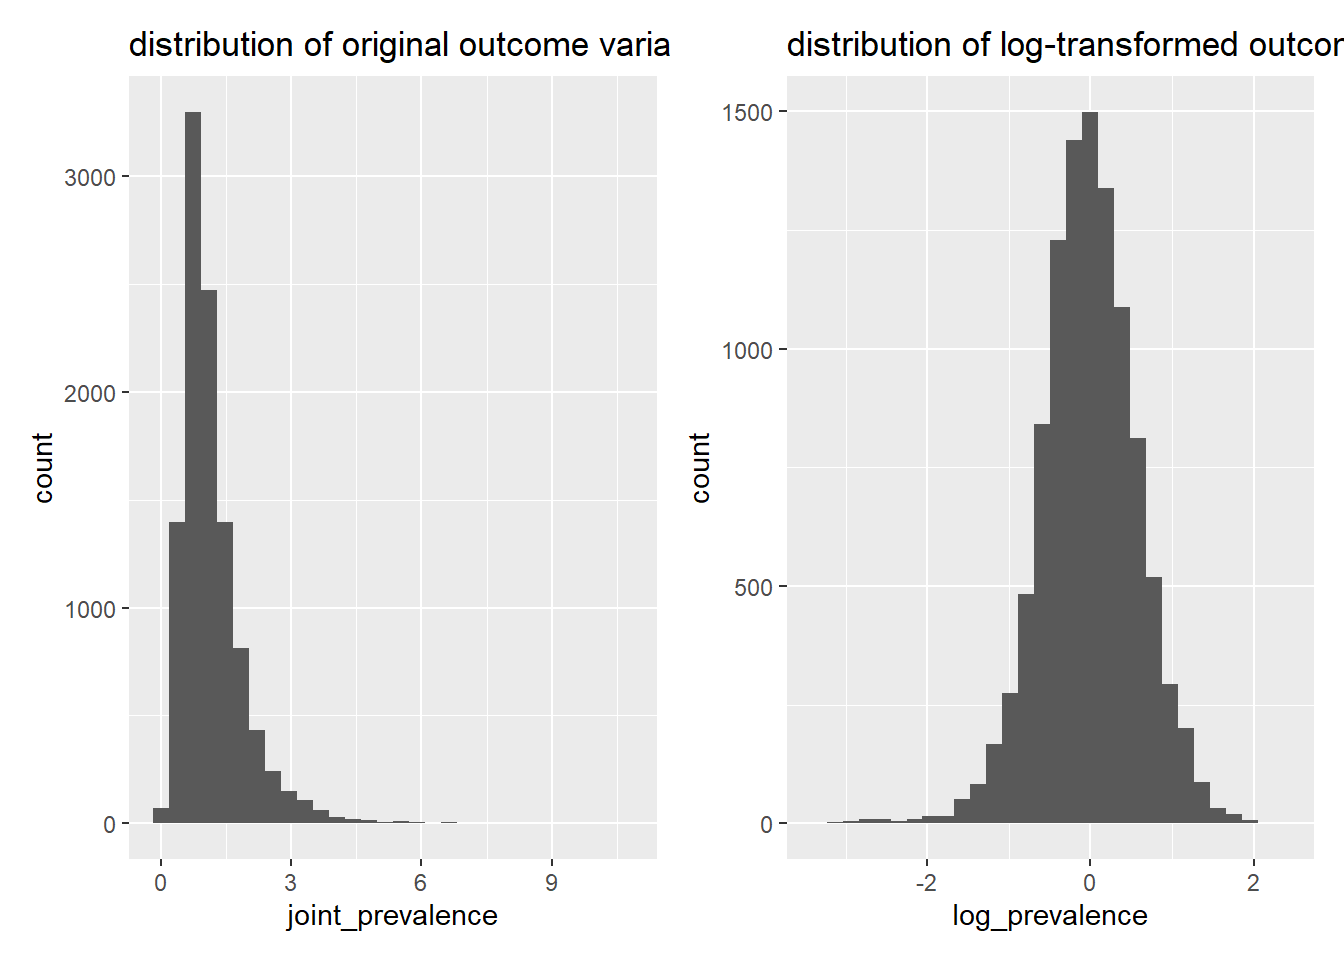 distribution of original outcome varia
count
3000
2000
1000
0
0 3 6 9
joint_prevalence
distribution of log-transformed outcor
count
1500
1000
500
0
-2 0 2
log_prevalence